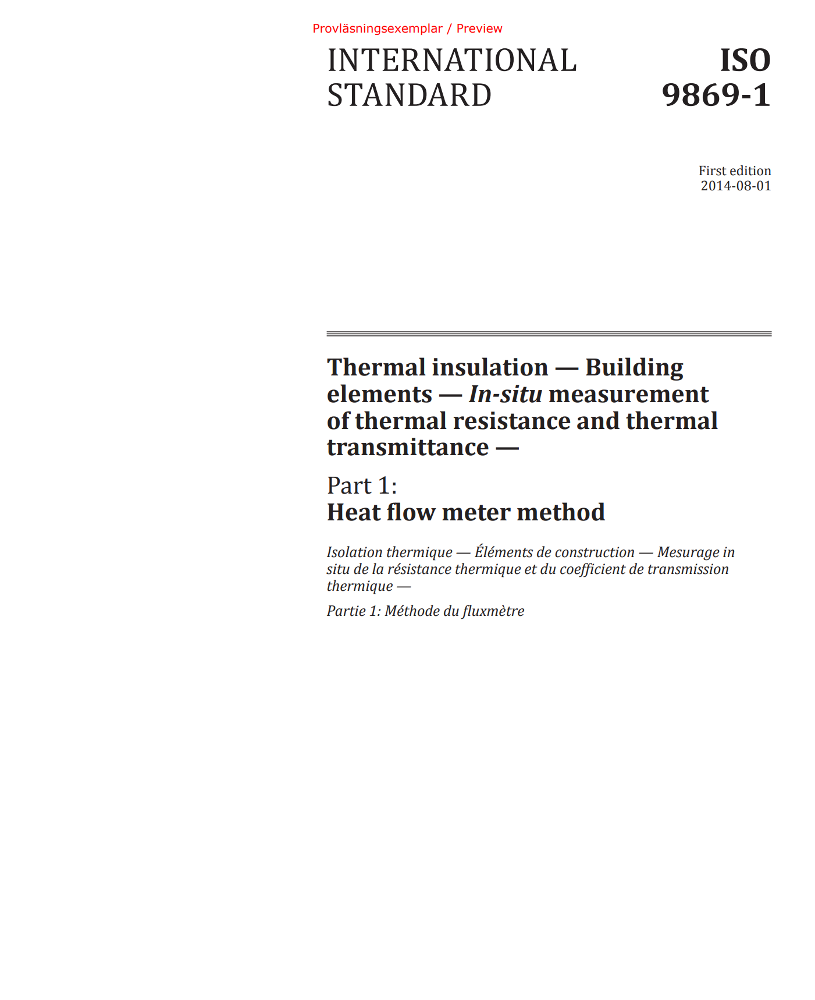 Provläsningsexemplar / Preview
INTERNATIONAL
STANDARD
ISO
9869-1
First edition
2014-08-01
Thermal insulation — Building
elements — In-situ measurement
of thermal resistance and thermal
transmittance —
Part 1:
Heat flow meter method
Isolation thermique — Éléments de construction — Mesurage in
situ de la résistance thermique et du coefficient de transmission
thermique —
Partie 1: Méthode du fluxmètre